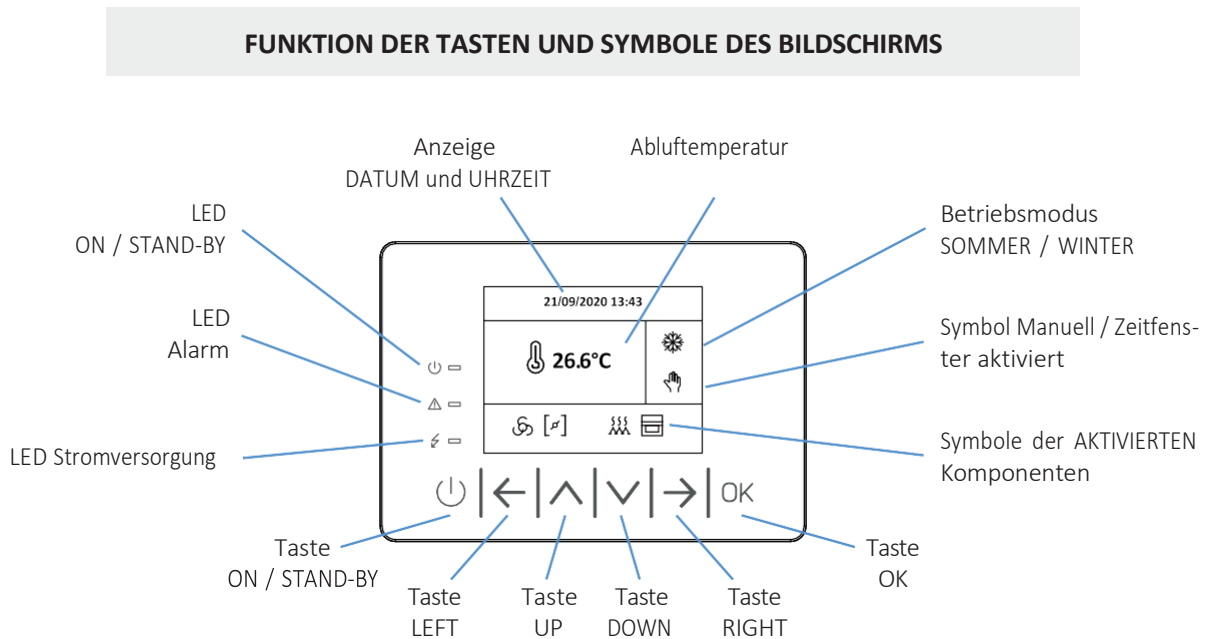 FUNKTION DER TASTEN UND SYMBOLE DES BILDSCHIRMS
Anzeige
DATUM und UHRZEIT
Abluftemperatur
LED
ON / STAND-BY
Betriebsmodus
SOMMER / WINTER
LED
Alarm
Symbol Manuell / Zeitfens-
ter aktiviert
LED Stromversorgung
Symbole der AKTIVIERTEN
Komponenten
21/09/2020 13:43
26.6°C
OK
Taste
ON / STAND-BY
Taste
LEFT
Taste
UP
Taste
DOWN
Taste
RIGHT
Taste
OK